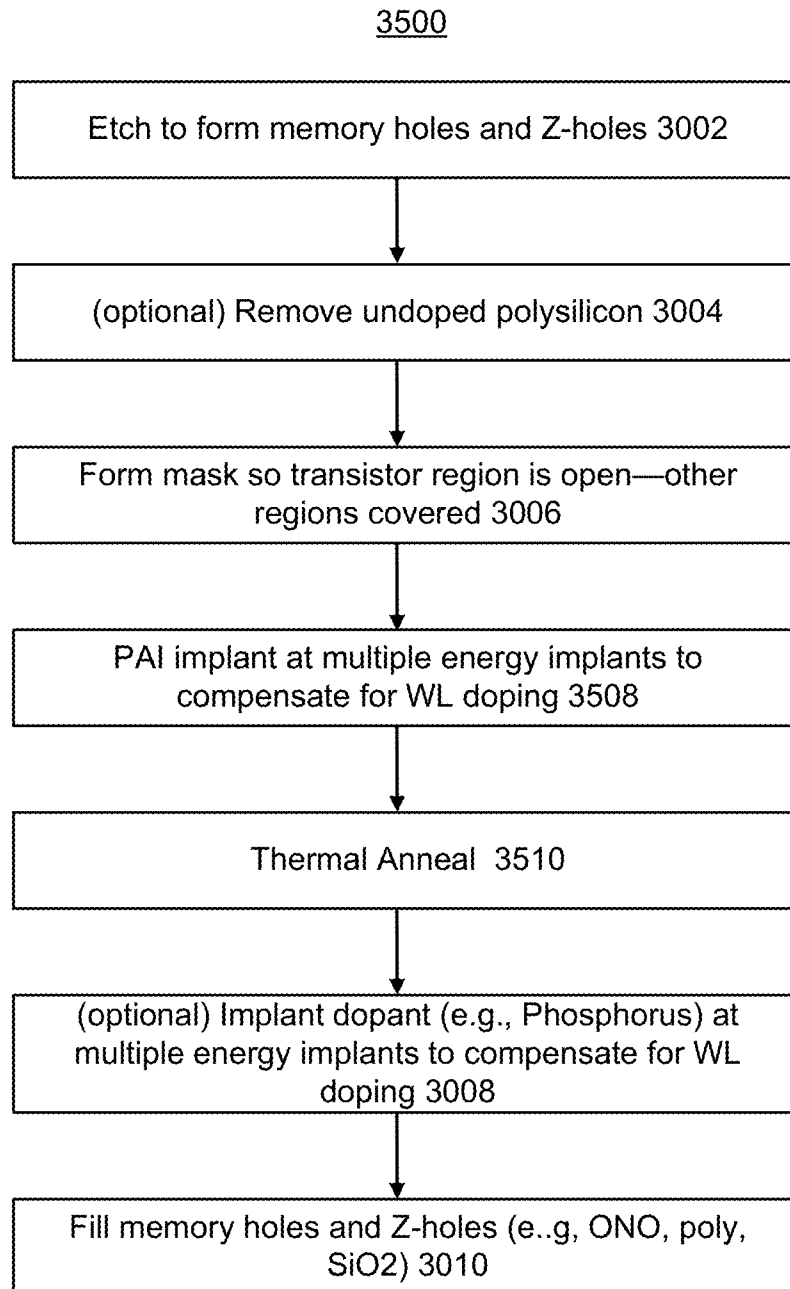 3500
Etch to form memory holes and Z-holes 3002
(optional) Remove undoped polysilicon 3004
Form mask so transistor region is open—other
regions covered 3006
PAI implant at multiple energy implants to
compensate for WL doping 3508
Thermal Anneal 3510
(optional) Implant dopant (e.g., Phosphorus) at
multiple energy implants to compensate for WL
doping 3008
Fill memory holes and Z-holes (e..g, ONO, poly,
SiO2) 3010